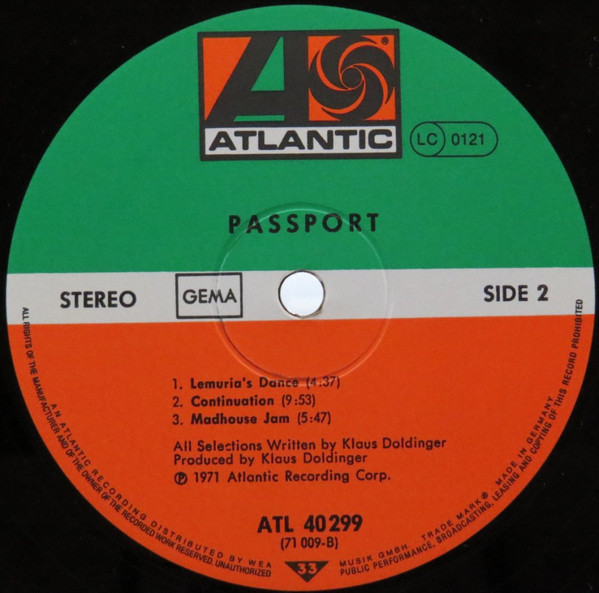 ATLANTIC
LC 0121
PASSPORT
STEREO GEMA SIDE 2
1. Lemuria's Dance (4:37)
2. Continuation (9:53)
3. Madhouse Jam (5:47)
All Selections Written by Klaus Doldinger
Produced by Klaus Doldinger
Ⓟ 1971 Atlantic Recording Corp.
ATL 40299
(71 009-B)
33
ALL RIGHTS OF THE MANUFACTURER AND OF THE OWNER OF THE RECORDED WORK RESERVED, UNAUTHORIZED PUBLIC PERFORMANCE, BROADCASTING, LEASING AND COPYING OF THIS RECORD PROHIBITED
AN ATLANTIC RECORDING DISTRIBUTED BY WEA MUSIK GMBH. TRADE MARK® MADE IN GERMANY